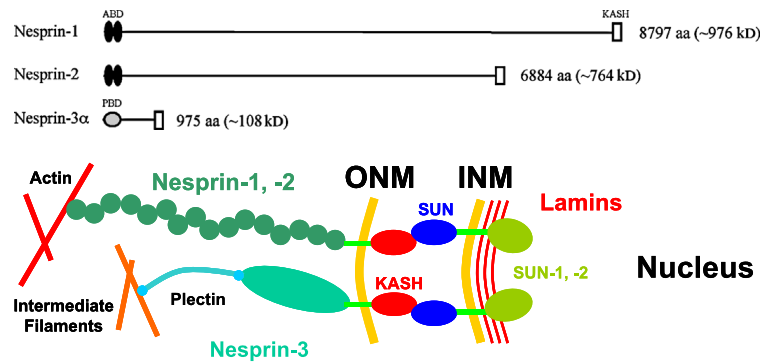 ABD
KASH
Nesprin-1
8797 aa (~976 kD)
Nesprin-2
6884 aa (~764 kD)
PBD
Nesprin-3α
975 aa (~108 kD)
Actin
Nesprin-1, -2
ONM
INM
SUN
Lamins
KASH
SUN-1, -2
Nucleus
Intermediate
Filaments
Plectin
Nesprin-3